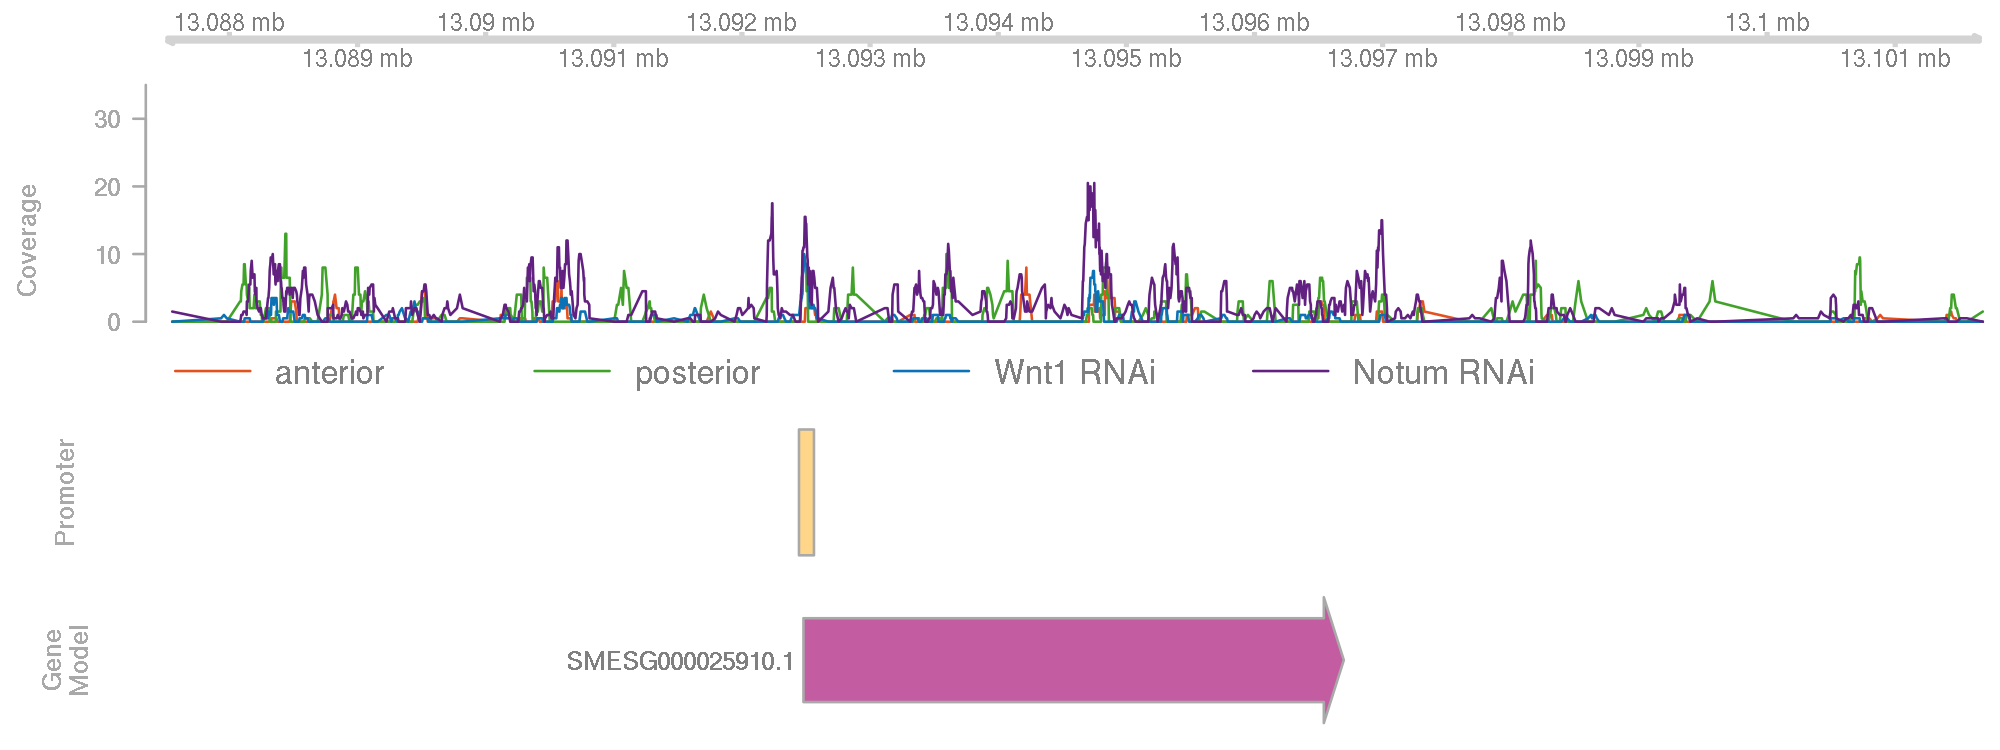 13.088 mb 13.09 mb 13.092 mb 13.094 mb 13.096 mb 13.098 mb 13.1 mb
13.089 mb 13.091 mb 13.093 mb 13.095 mb 13.097 mb 13.099 mb 13.101 mb
30
20
10
0
Coverage
anterior posterior Wnt1 RNAi Notum RNAi
Promoter
Gene
Model
SMESG000025910.1